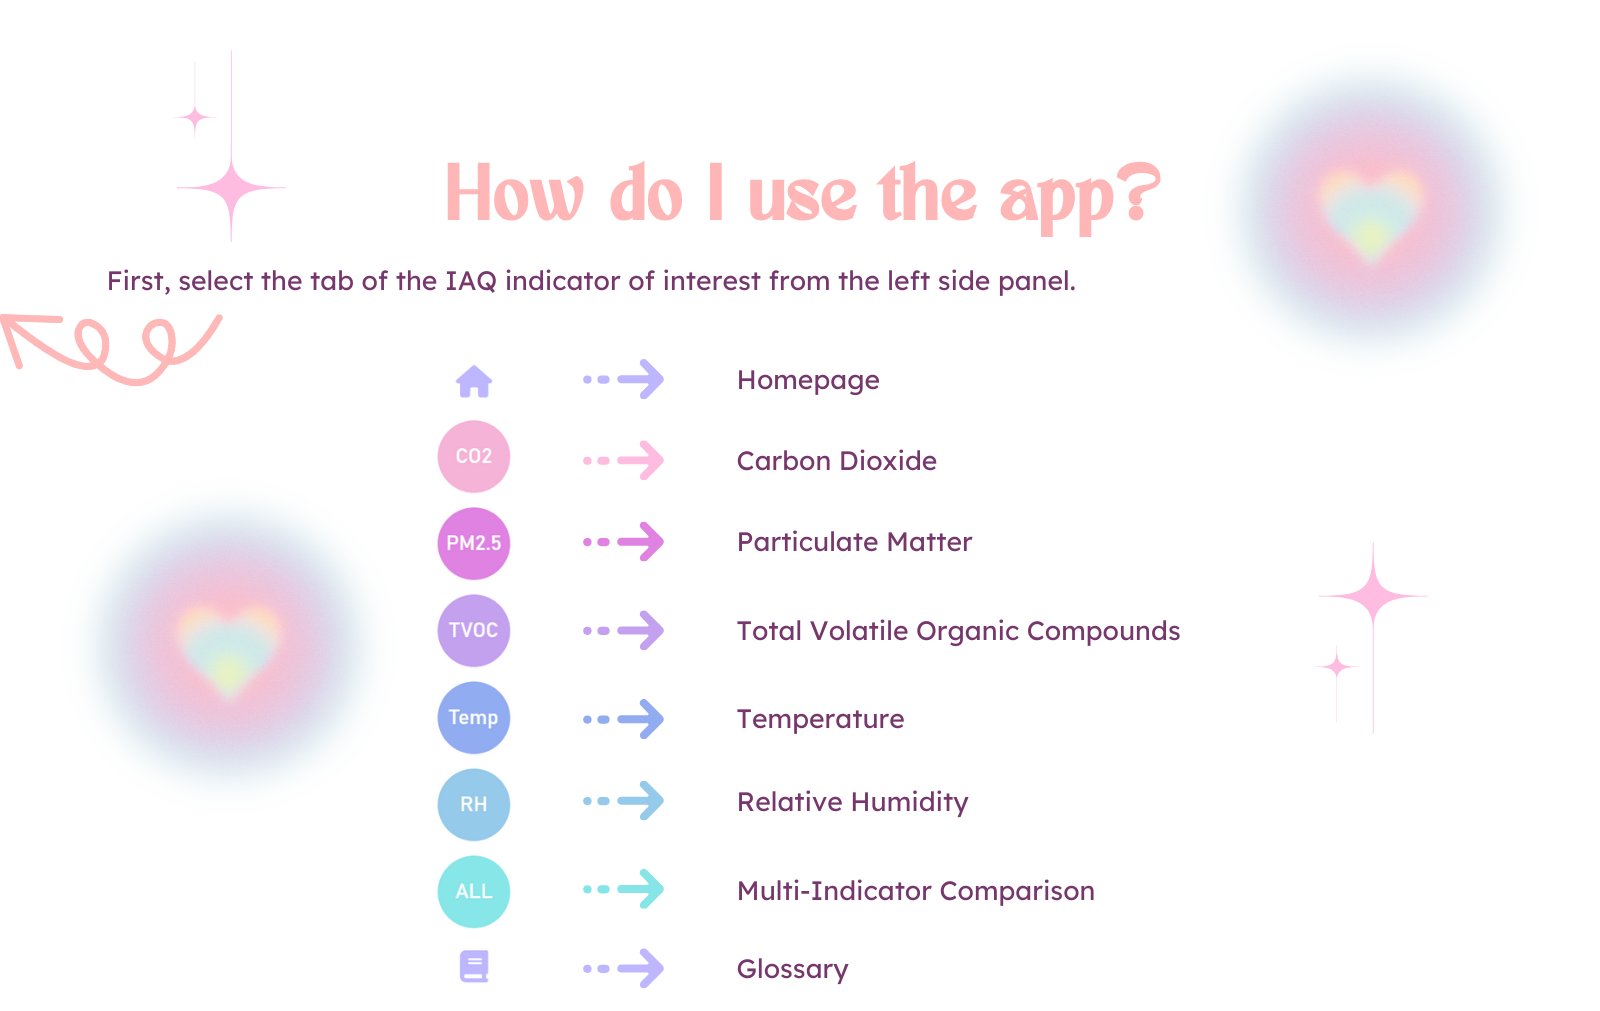 How do I use the app?
First, select the tab of the IAQ indicator of interest from the left side panel.
Homepage
CO2 Carbon Dioxide
PM2.5 Particulate Matter
TVOC Total Volatile Organic Compounds
Temp Temperature
RH Relative Humidity
ALL Multi-Indicator Comparison
Glossary